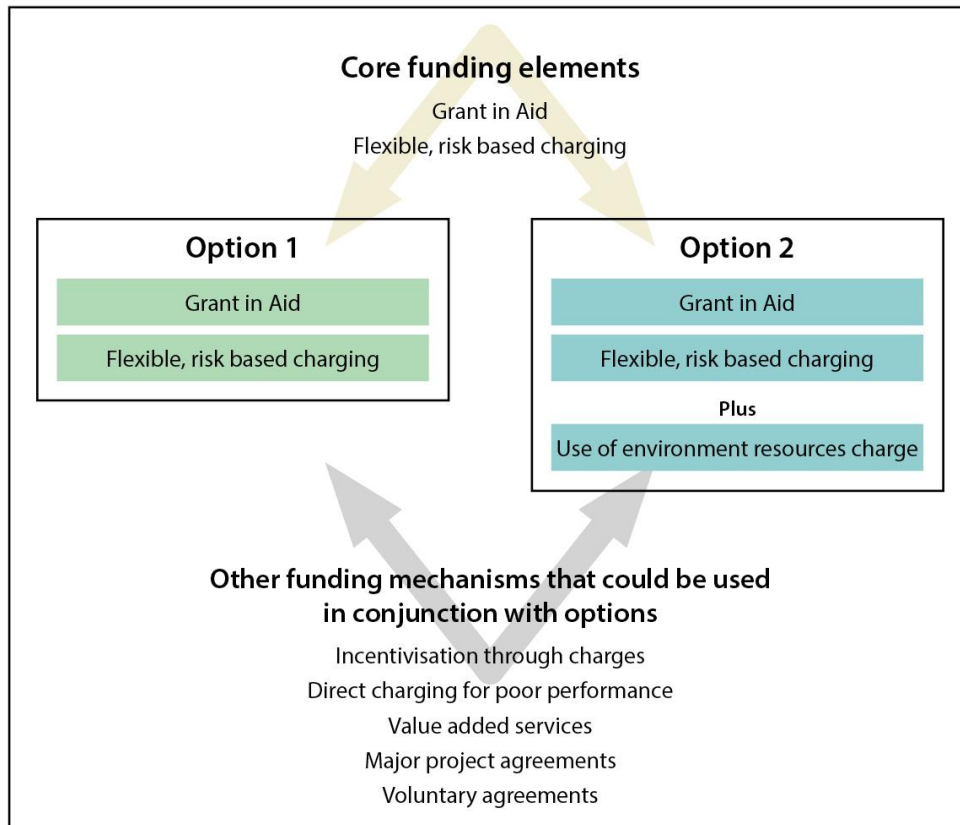 Core funding elements
Grant in Aid
Flexible, risk based charging
Option 1
Grant in Aid
Flexible, risk based charging
Option 2
Grant in Aid
Flexible, risk based charging
Plus
Use of environment resources charge
Other funding mechanisms that could be used
in conjunction with options
Incentivisation through charges
Direct charging for poor performance
Value added services
Major project agreements
Voluntary agreements